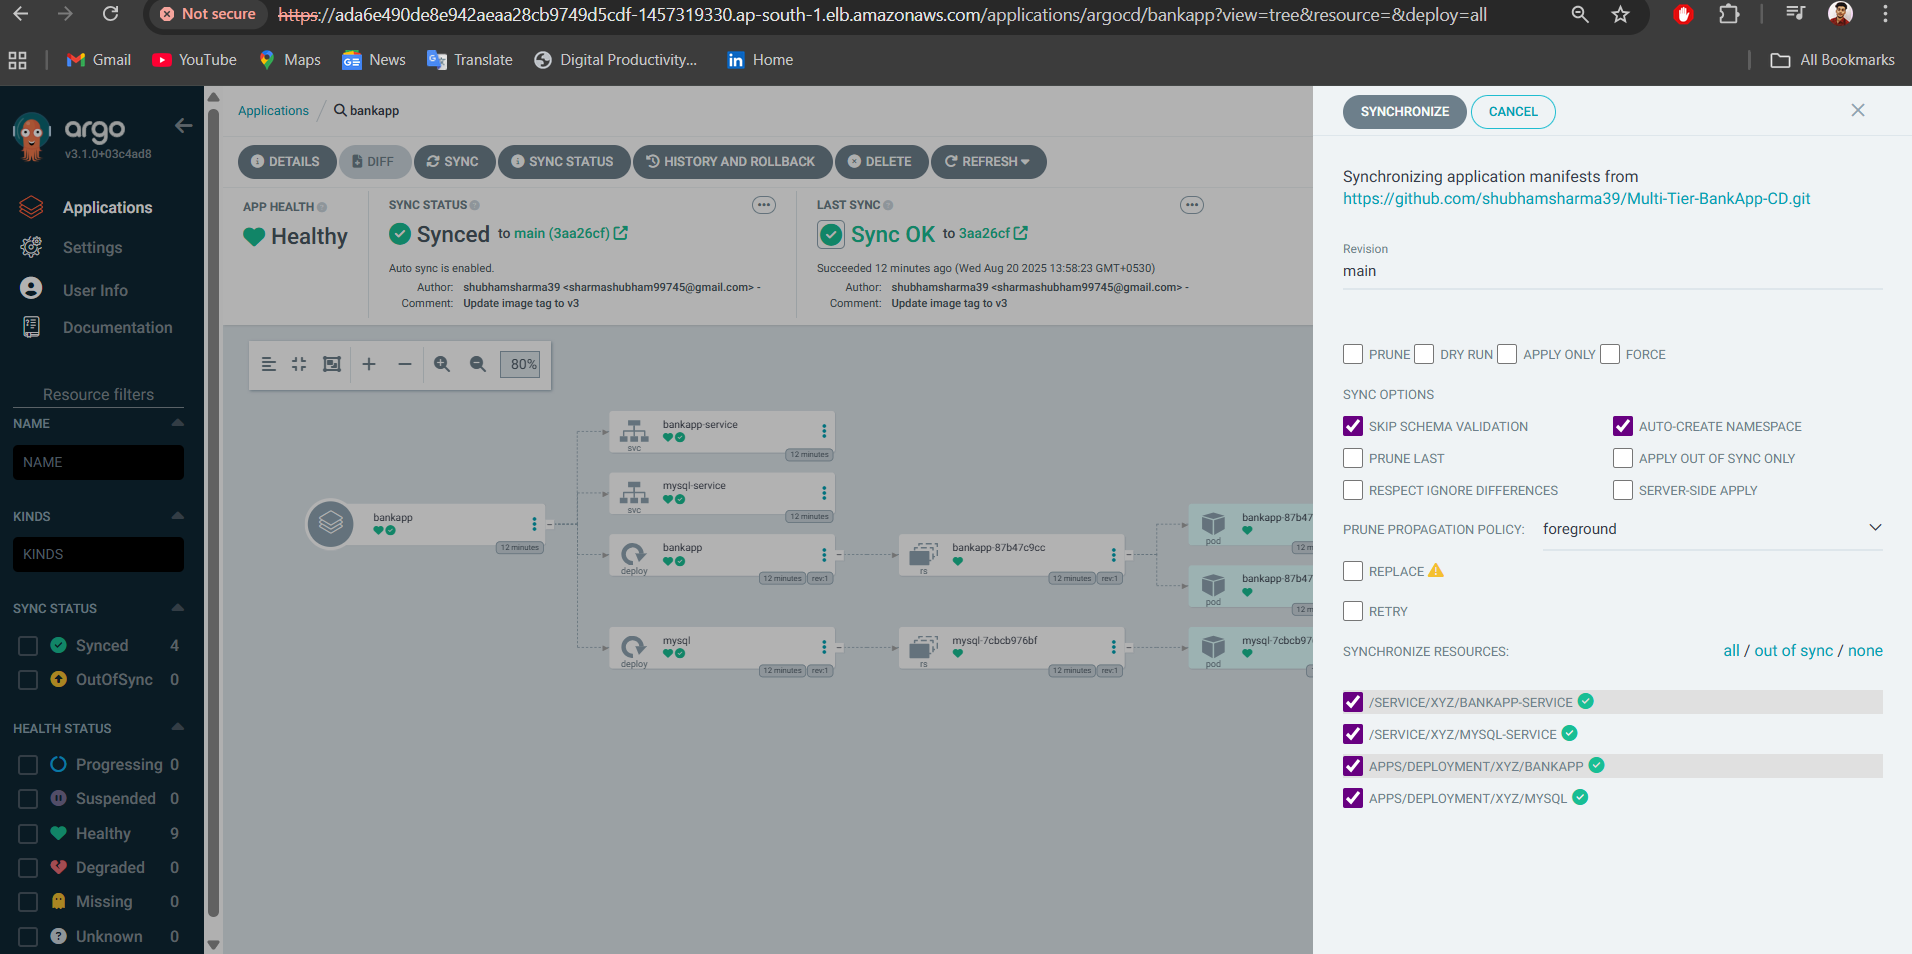 Not secure
https://ada6e490de8e942aeaa28cb9749d5cdf-1457319330.ap-south-1.elb.amazonaws.com/applications/argocd/bankapp?view=tree&resource=&deploy=all
Gmail
YouTube
Maps
News
Translate
Digital Productivity...
Home
All Bookmarks
argo
v3.1.0+03c4ad8
Applications
Settings
User Info
Documentation
Resource filters
NAME
NAME
KINDS
KINDS
SYNC STATUS
Synced 4
OutOfSync 0
HEALTH STATUS
Progressing 0
Suspended 0
Healthy 9
Degraded 0
Missing 0
Unknown 0
Applications / bankapp
DETAILS
DIFF
SYNC
SYNC STATUS
HISTORY AND ROLLBACK
DELETE
REFRESH
APP HEALTH
Healthy
SYNC STATUS
Synced to main (3aa26cf)
Auto sync is enabled.
Author: shubhamsharma39 <sharmashubham99745@gmail.com> -
Comment: Update image tag to v3
LAST SYNC
Sync OK to 3aa26cf
Succeeded 12 minutes ago (Wed Aug 20 2025 13:58:23 GMT+0530)
Author: shubhamsharma39 <sharmashubham99745@gmail.com> -
Comment: Update image tag to v3
80%
bankapp
12 minutes
svc
bankapp-service
12 minutes
svc
mysql-service
12 minutes
deploy
bankapp
12 minutes rev:1
rs
bankapp-87b47c9cc
12 minutes rev:1
pod
bankapp-87b47
12 m
pod
bankapp-87b47
12 m
deploy
mysql
12 minutes rev:1
rs
mysql-7cbcb976bf
12 minutes rev:1
pod
mysql-7cbcb97
SYNCHRONIZE
CANCEL
Synchronizing application manifests from
https://github.com/shubhamsharma39/Multi-Tier-BankApp-CD.git
Revision
main
PRUNE DRY RUN APPLY ONLY FORCE
SYNC OPTIONS
SKIP SCHEMA VALIDATION
AUTO-CREATE NAMESPACE
PRUNE LAST
APPLY OUT OF SYNC ONLY
RESPECT IGNORE DIFFERENCES
SERVER-SIDE APPLY
PRUNE PROPAGATION POLICY: foreground
REPLACE
RETRY
SYNCHRONIZE RESOURCES: all / out of sync / none
/SERVICE/XYZ/BANKAPP-SERVICE
/SERVICE/XYZ/MYSQL-SERVICE
APPS/DEPLOYMENT/XYZ/BANKAPP
APPS/DEPLOYMENT/XYZ/MYSQL